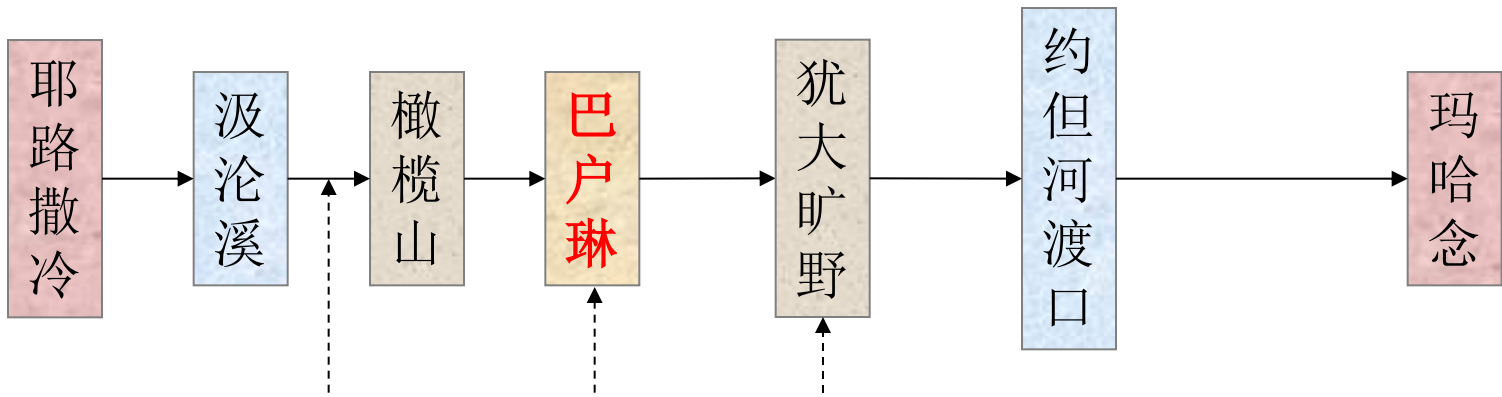 耶路撒冷
汲沦溪
橄榄山
巴户琳
犹大旷野
约但河渡口
玛哈念